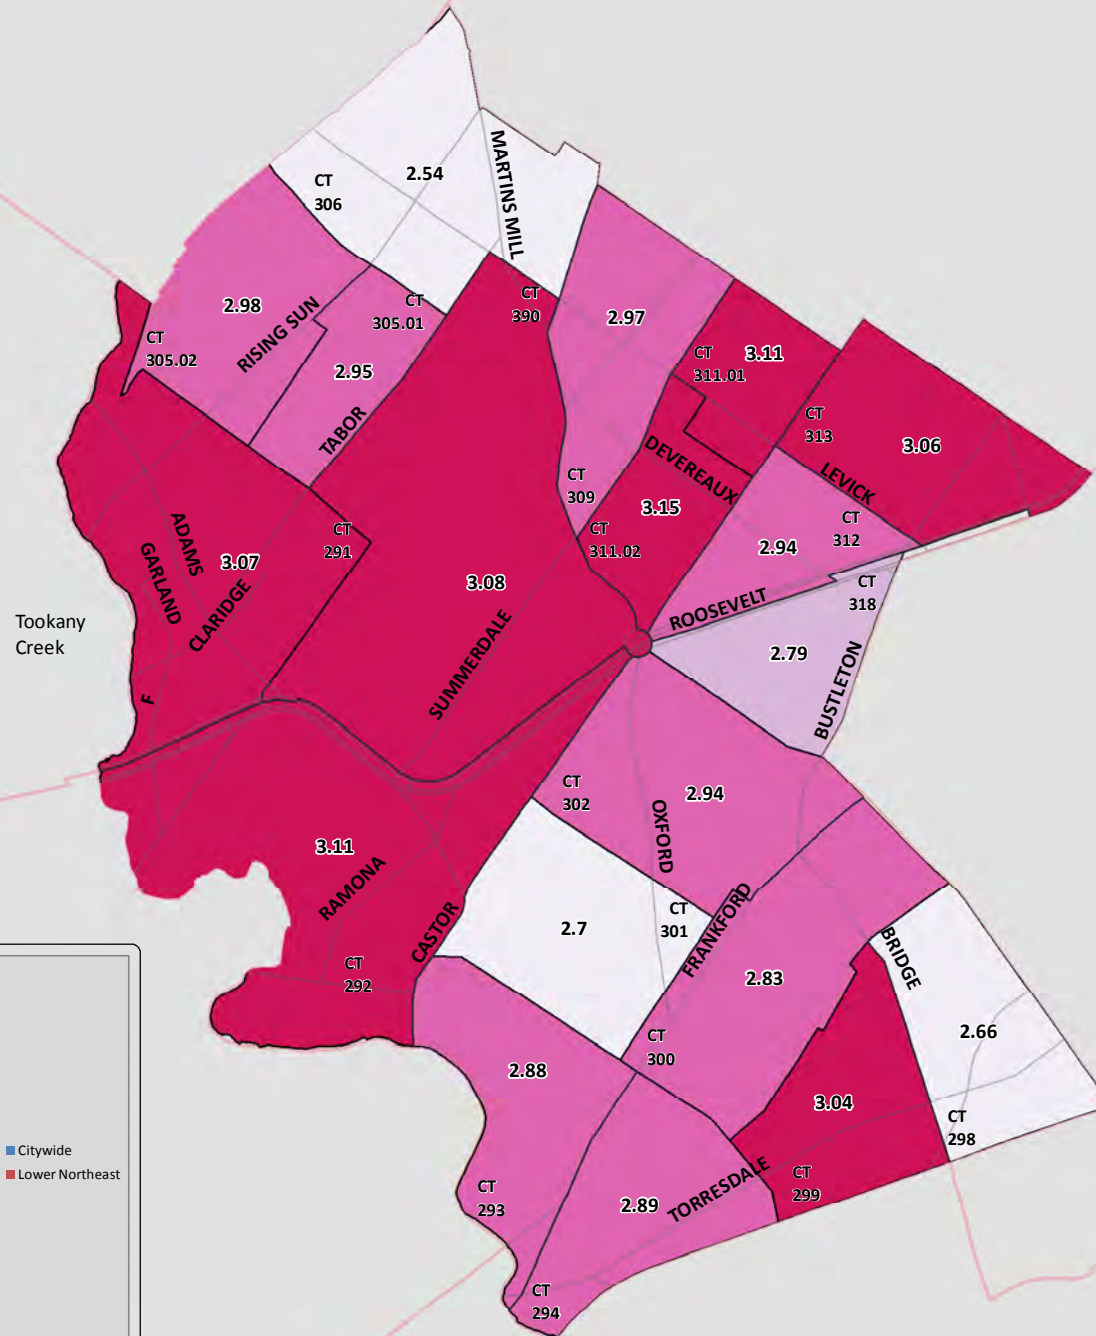 MARTINS MILL
2.54
CT
306
CT
390
2.98
CT
305.01
2.97
RISING SUN
CT
305.02
2.95
CT
311.01
3.11
TABOR
CT
313
3.06
DEVEREAUX
LEVICK
CT
309
3.15
CT
312
ADAMS
CT
291
CT
311.02
2.94
GARLAND
3.07
3.08
CT
318
CLARIDGE
ROOSEVELT
Tookany
Creek
SUMMERDALE
2.79
BUSTLETON
F
CT
302
2.94
OXFORD
3.11
RAMONA
CASTOR
2.7
CT
301
FRANKFORD
BRIDGE
CT
292
2.83
2.66
CT
300
2.88
3.04
CT
298
Citywide
Lower Northeast
CT
293
2.89
TORRESDALE
CT
299
CT
294